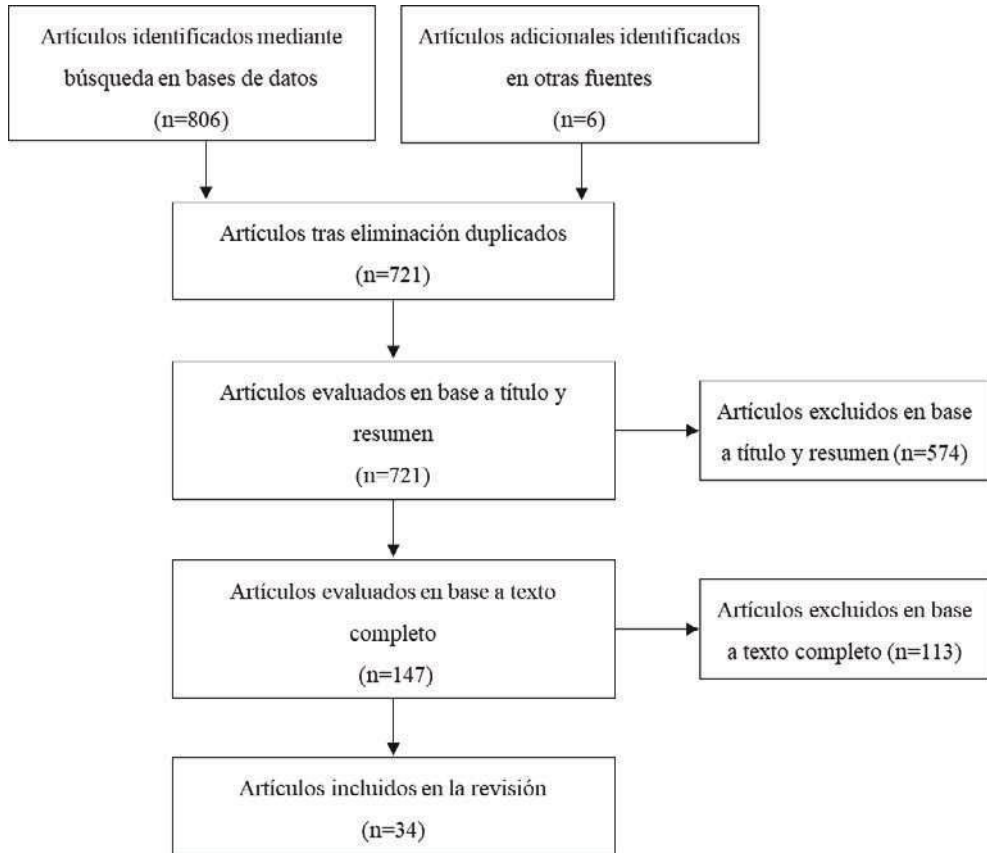 Artículos identificados mediante
búsqueda en bases de datos
(n=806)
Artículos adicionales identificados
en otras fuentes
(n=6)
Artículos tras eliminación duplicados
(n=721)
Artículos evaluados en base a título y
resumen
(n=721)
Artículos excluidos en base
a título y resumen (n=574)
Artículos evaluados en base a texto
completo
(n=147)
Artículos excluidos en base
a texto completo (n=113)
Artículos incluidos en la revisión
(n=34)